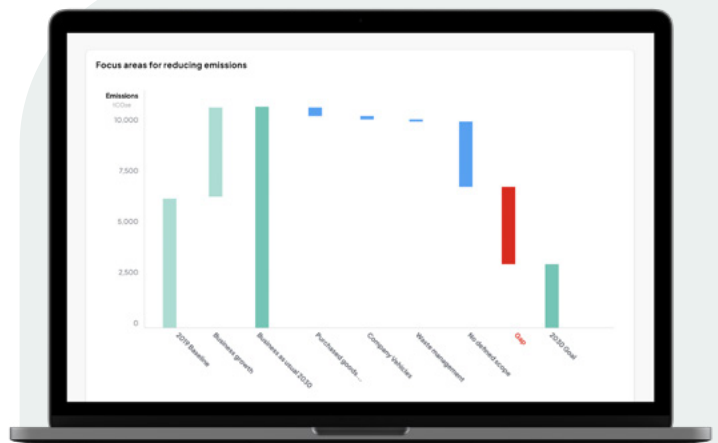 Focus areas for reducing emissions
Emissions
tCO₂e
10,000
7,500
5,000
2,500
0
2019 Baseline
Business growth
Business as usual 2030
Purchased goods...
Company Vehicles
Waste management
No defined scope
Gap
2030 Goal